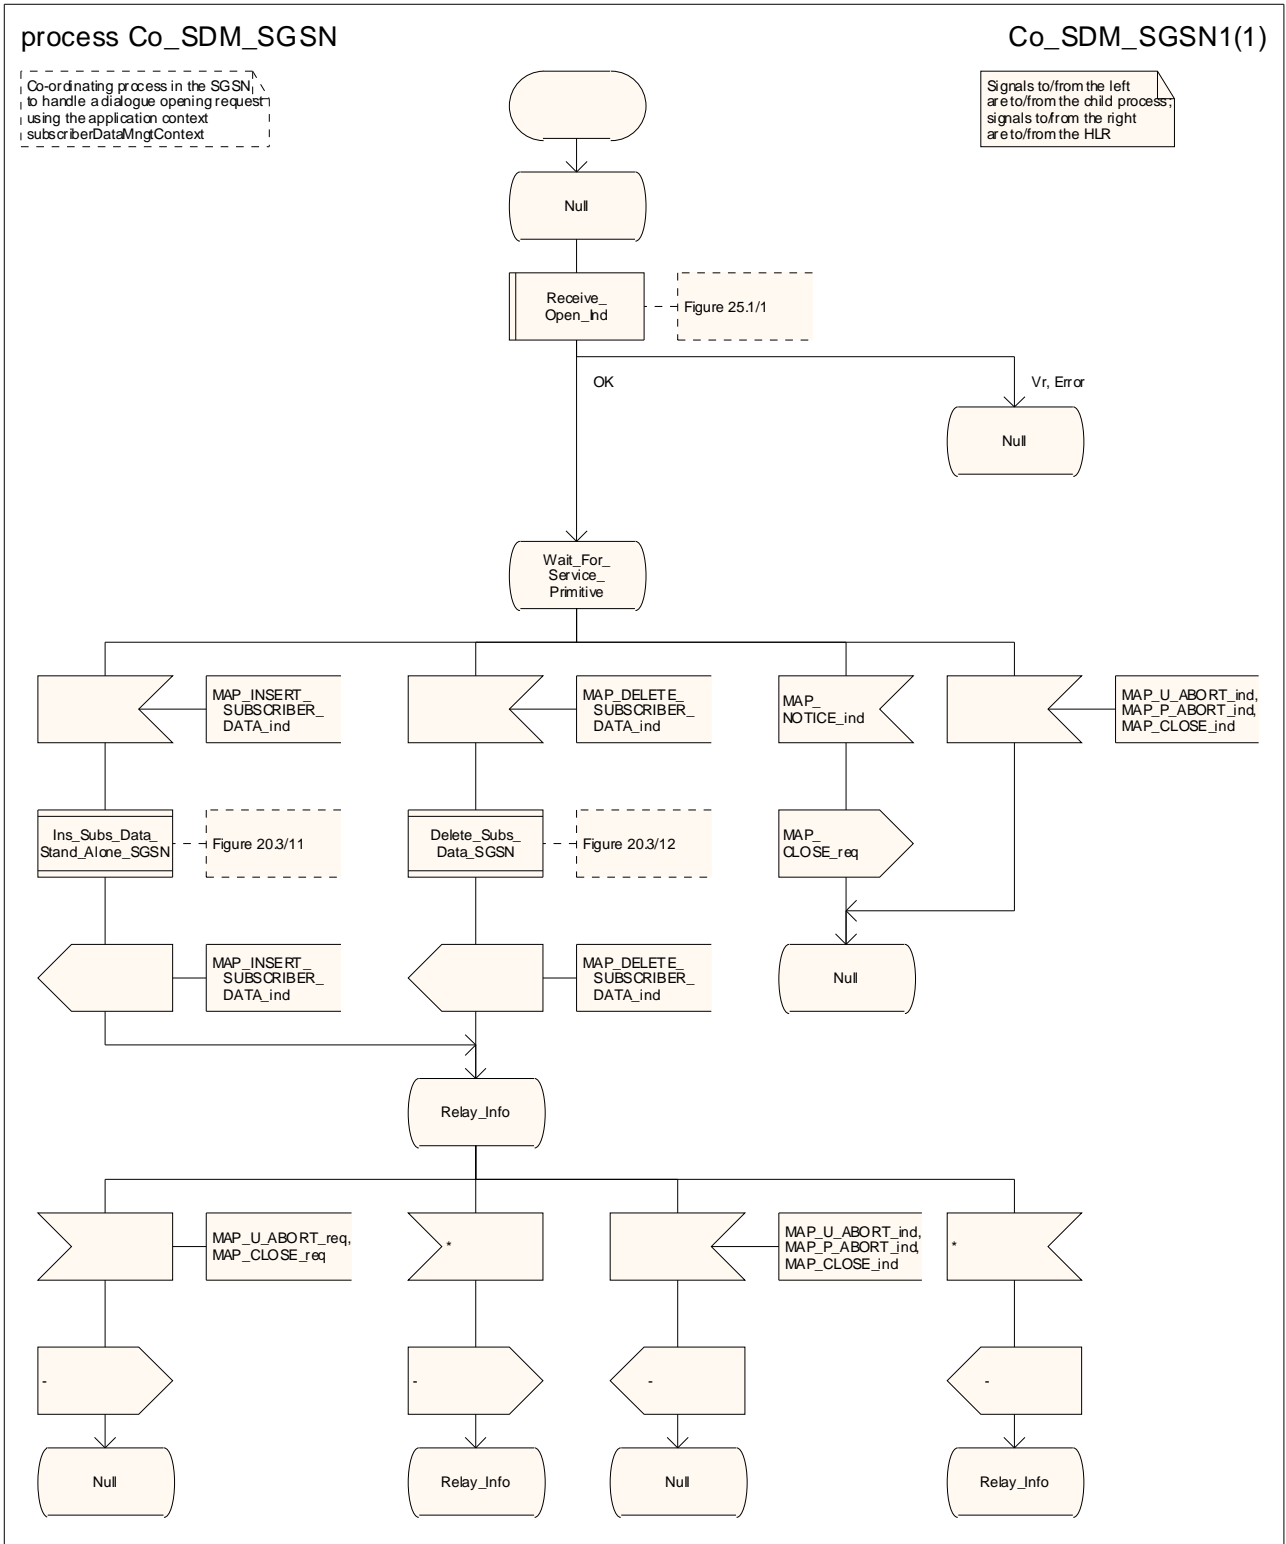 process Co_SDM_SGSN
Co_SDM_SGSN1(1)
Co-ordinating process in the SGSN
to handle a dialogue opening request
using the application context
subscriberDataMngtContext
Signals to/from the left
are to/from the child process;
signals to/from the right
are to/from the HLR
Null
Receive_
Open_Ind
Figure 25.1/1
OK
Vr, Error
Null
Wait_For_
Service_
Primitive
MAP_INSERT_
SUBSCRIBER_
DATA_ind
MAP_DELETE_
SUBSCRIBER_
DATA_ind
MAP_
NOTICE_ind
MAP_U_ABORT_ind,
MAP_P_ABORT_ind,
MAP_CLOSE_ind
Ins_Subs_Data_
Stand_Alone_SGSN
Figure 20.3/11
Delete_Subs_
Data_SGSN
Figure 20.3/12
MAP_
CLOSE_req
MAP_INSERT_
SUBSCRIBER_
DATA_ind
MAP_DELETE_
SUBSCRIBER_
DATA_ind
Null
Relay_Info
MAP_U_ABORT_req,
MAP_CLOSE_req
*
MAP_U_ABORT_ind,
MAP_P_ABORT_ind,
MAP_CLOSE_ind
*
-
-
-
-
Null
Relay_Info
Null
Relay_Info